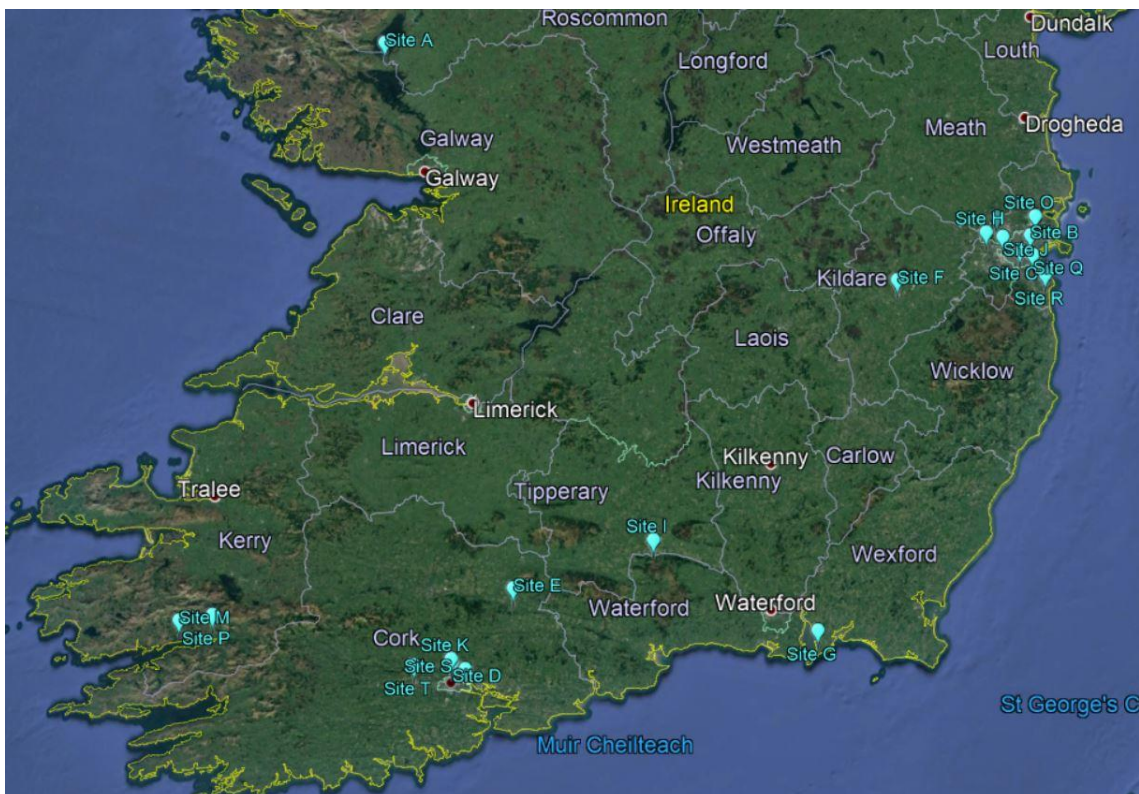 Roscommon
Dundalk
Site A
Louth
Longford
Meath
Drogheda
Galway
Westmeath
Galway
Ireland
Site O
Site H
Site B
Offaly
Site J
Site C
Site Q
Kildare
Site F
Site R
Clare
Laois
Wicklow
Limerick
Limerick
Kilkenny
Carlow
Kilkenny
Tralee
Tipperary
Site I
Kerry
Wexford
Site E
Waterford
Waterford
Site M
Site P
Cork
Site K
Site G
Site S
Site D
Site T
St George's C
Muir Cheilteach